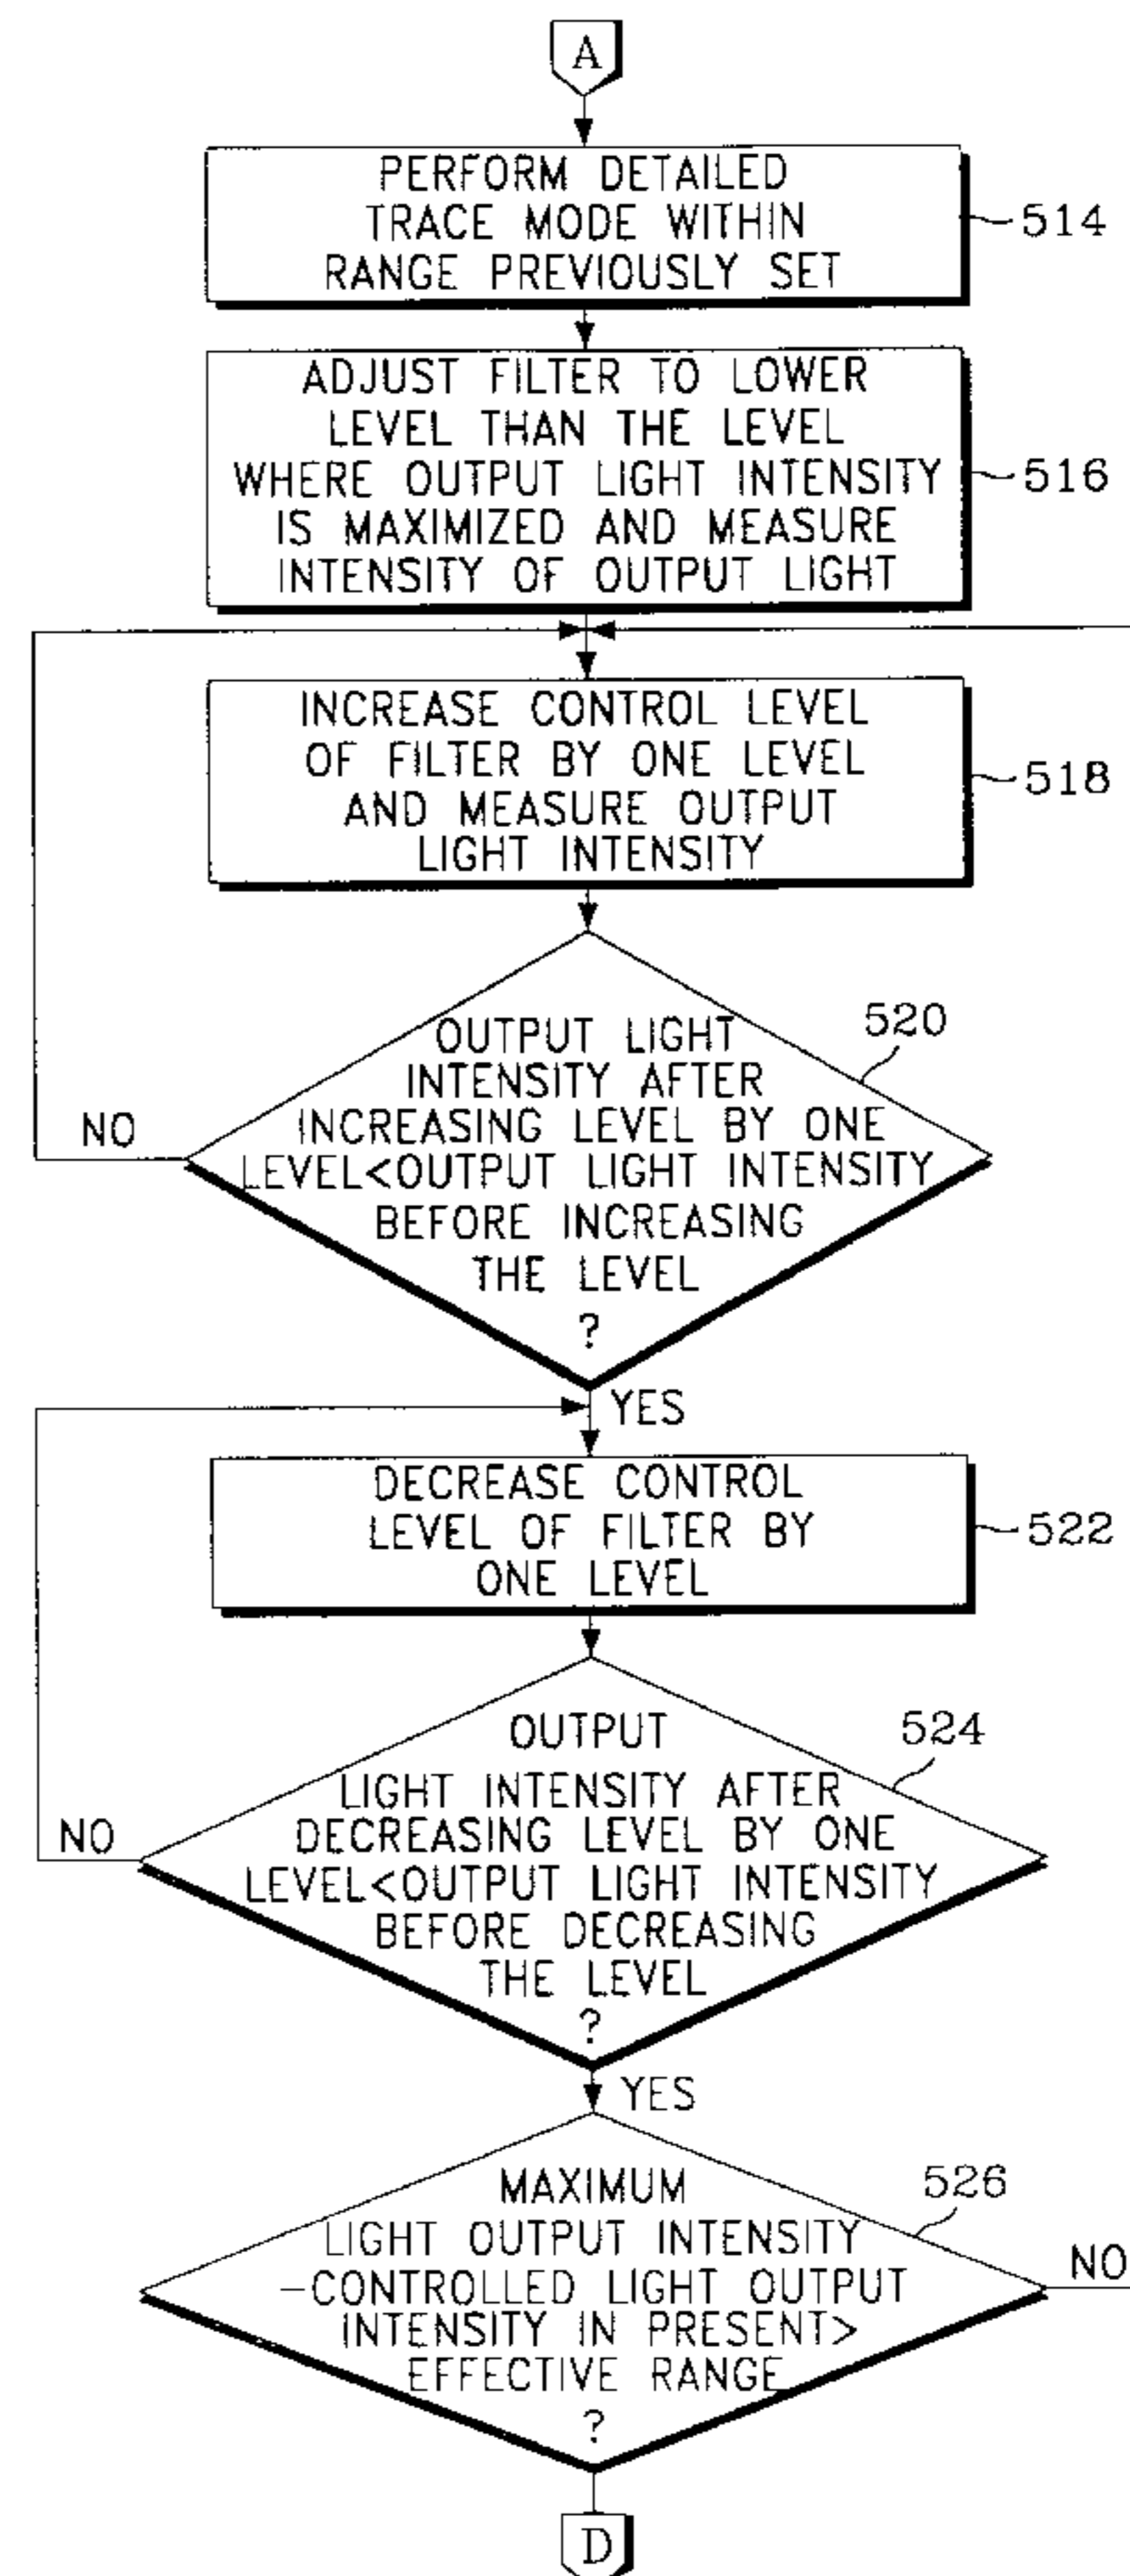 A
PERFORM DETAILED
TRACE MODE WITHIN
RANGE PREVIOUSLY SET
514
ADJUST FILTER TO LOWER
LEVEL THAN THE LEVEL
WHERE OUTPUT LIGHT INTENSITY
IS MAXIMIZED AND MEASURE
INTENSITY OF OUTPUT LIGHT
516
INCREASE CONTROL LEVEL
OF FILTER BY ONE LEVEL
AND MEASURE OUTPUT
LIGHT INTENSITY
518
520
OUTPUT LIGHT
INTENSITY AFTER
INCREASING LEVEL BY ONE
LEVEL<OUTPUT LIGHT INTENSITY
BEFORE INCREASING
THE LEVEL
?
NO
YES
DECREASE CONTROL
LEVEL OF FILTER BY
ONE LEVEL
522
524
OUTPUT
LIGHT INTENSITY AFTER
DECREASING LEVEL BY ONE
LEVEL<OUTPUT LIGHT INTENSITY
BEFORE DECREASING
THE LEVEL
?
NO
YES
526
MAXIMUM
LIGHT OUTPUT INTENSITY
-CONTROLLED LIGHT OUTPUT
INTENSITY IN PRESENT>
EFFECTIVE RANGE
?
NO
D